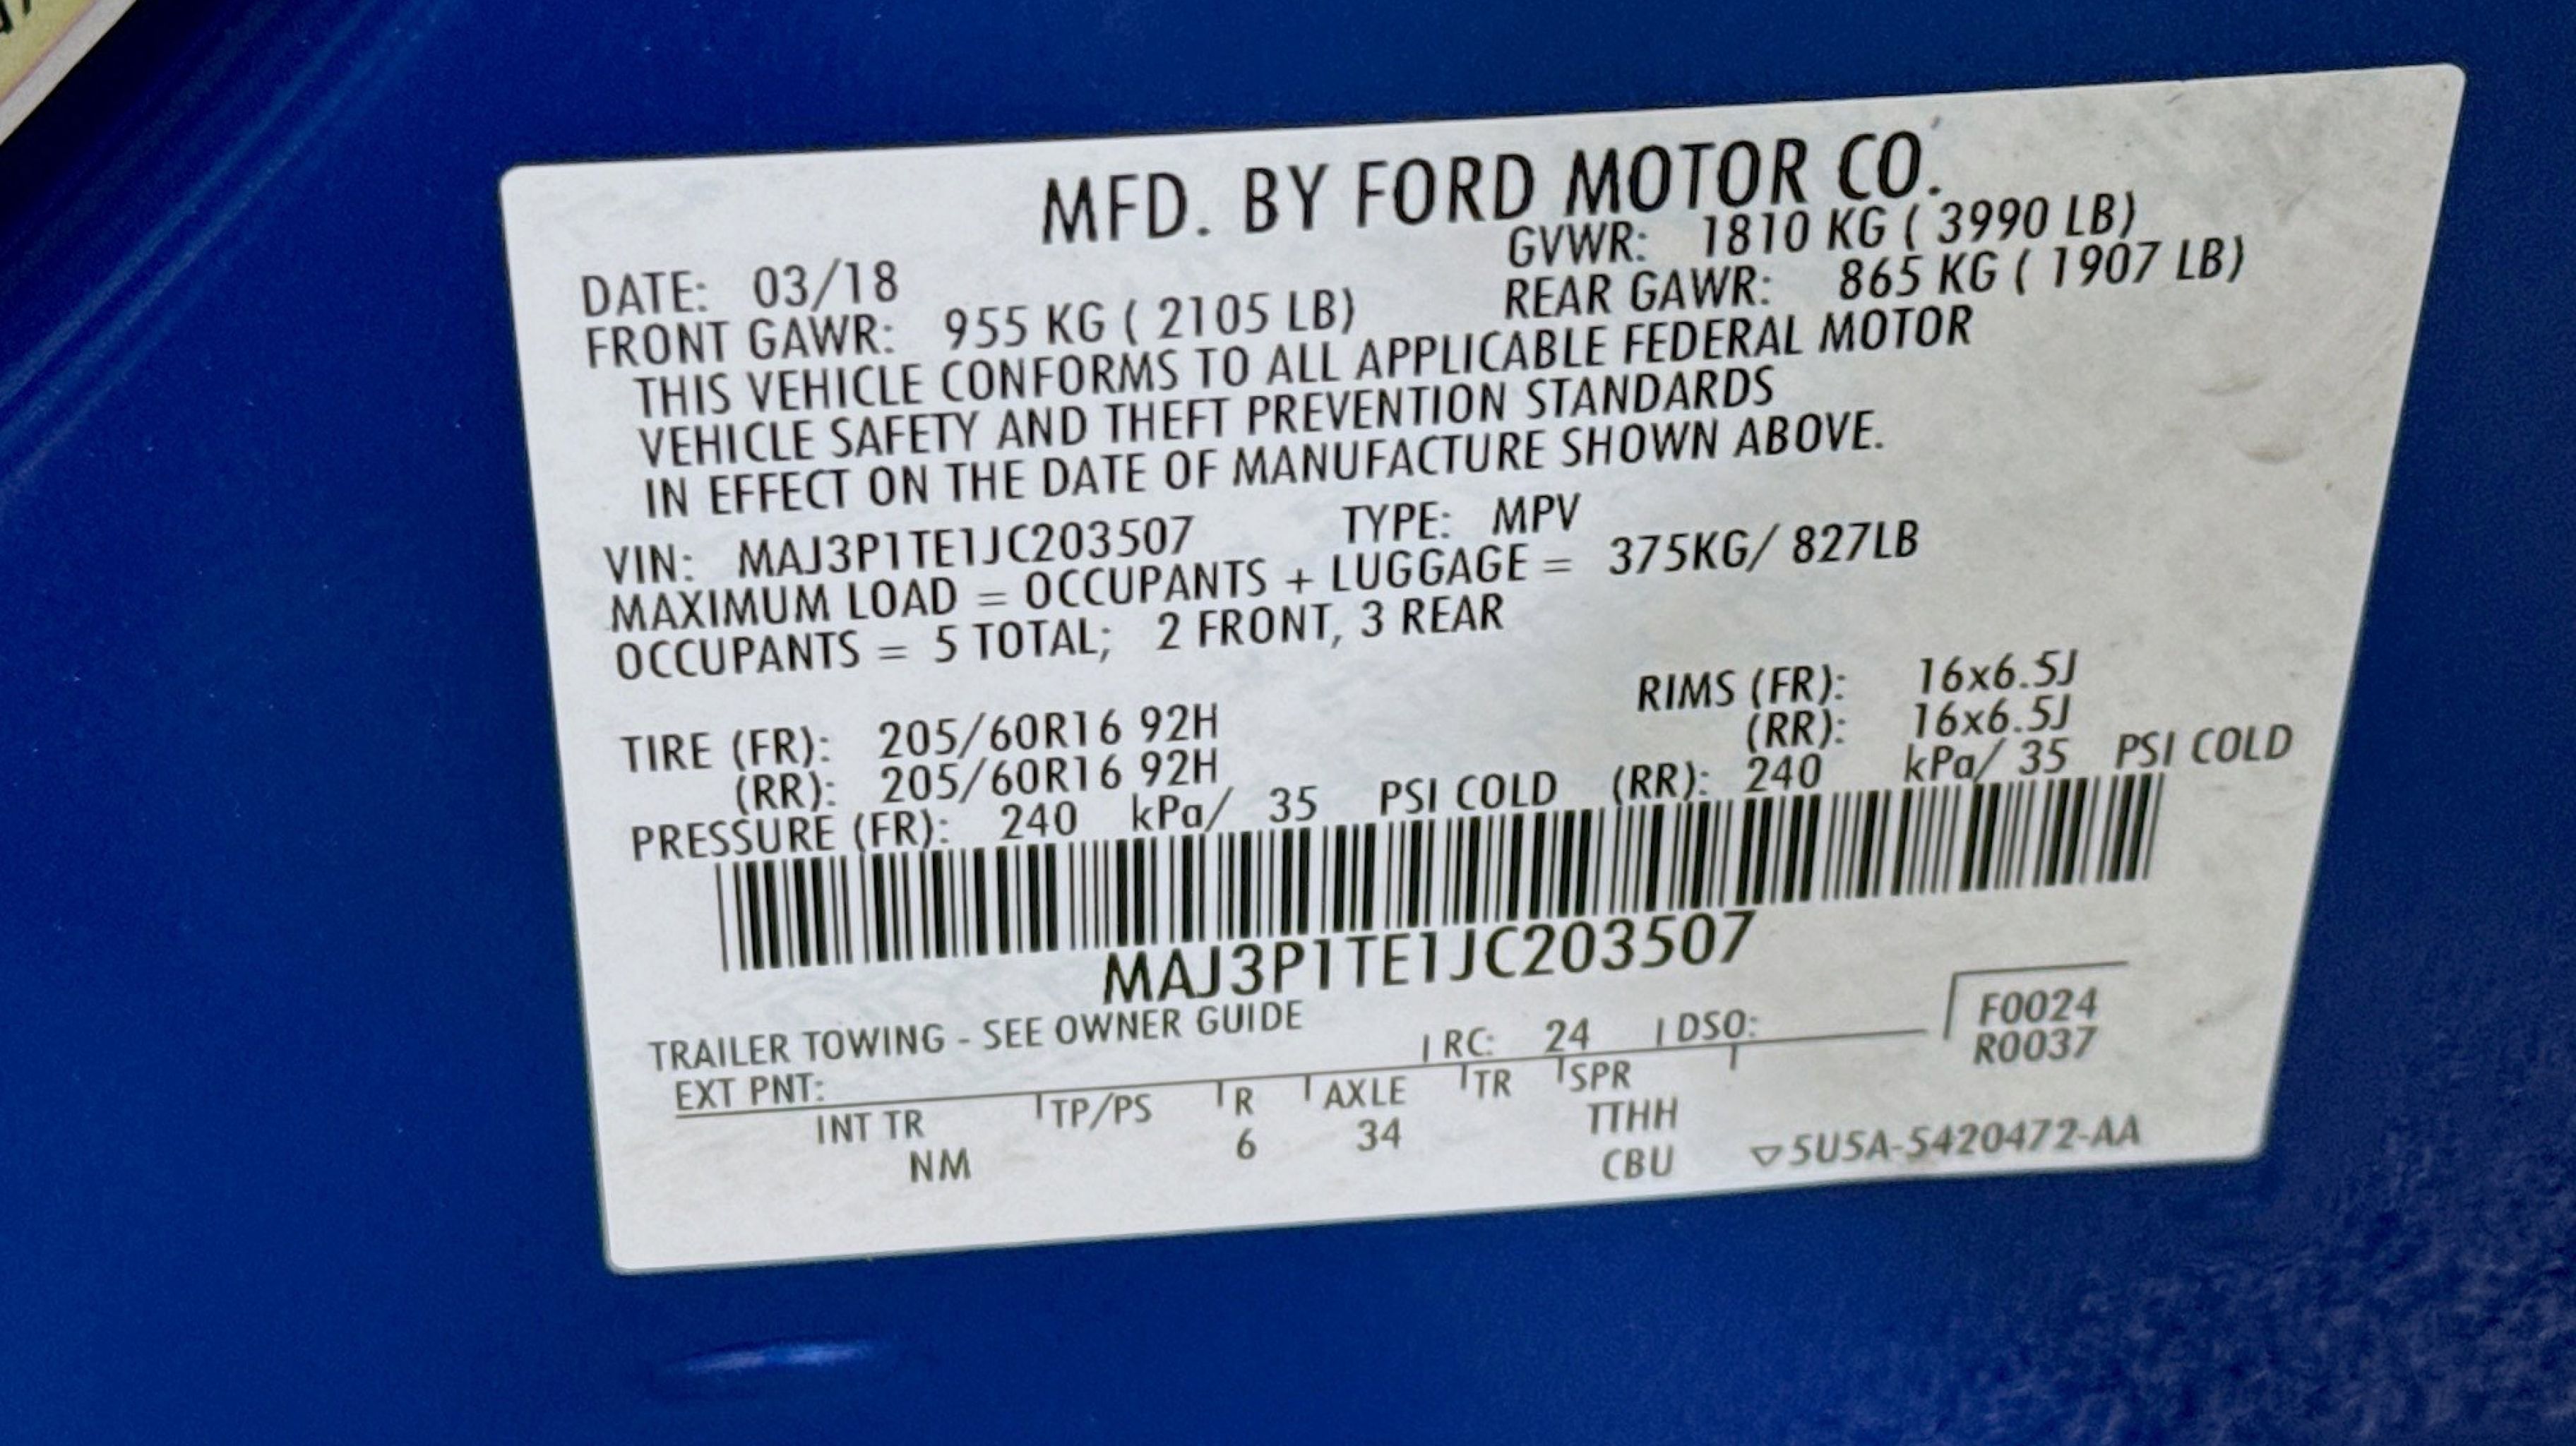 MFD. BY FORD MOTOR CO.
DATE: 03/18 GVWR: 1810 KG ( 3990 LB)
FRONT GAWR: 955 KG ( 2105 LB) REAR GAWR: 865 KG ( 1907 LB)
THIS VEHICLE CONFORMS TO ALL APPLICABLE FEDERAL MOTOR
VEHICLE SAFETY AND THEFT PREVENTION STANDARDS
IN EFFECT ON THE DATE OF MANUFACTURE SHOWN ABOVE.
VIN: MAJ3P1TE1JC203507 TYPE: MPV
MAXIMUM LOAD = OCCUPANTS + LUGGAGE = 375KG/ 827LB
OCCUPANTS = 5 TOTAL; 2 FRONT, 3 REAR
TIRE (FR): 205/60R16 92H RIMS (FR): 16x6.5J
(RR): 205/60R16 92H (RR): 16x6.5J
PRESSURE (FR): 240 kPa/ 35 PSI COLD (RR): 240 kPa/ 35 PSI COLD
MAJ3P1TE1JC203507
TRAILER TOWING - SEE OWNER GUIDE
F0024
EXT PNT: RC: 24 DSO: R0037
INT TR TP/PS R AXLE TR SPR
NM 6 34 TTHH
CBU ▽5U5A-5420472-AA